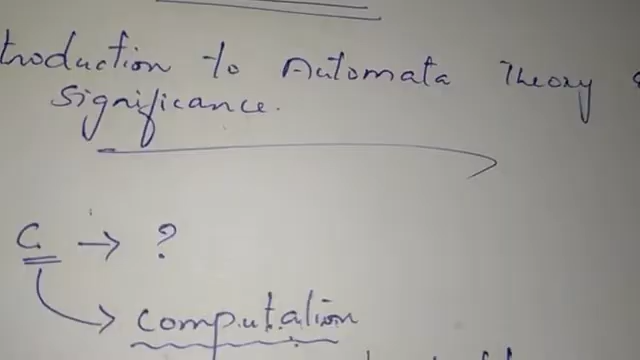 troduction to Automata Theory &
significance.
C. → ?
computation